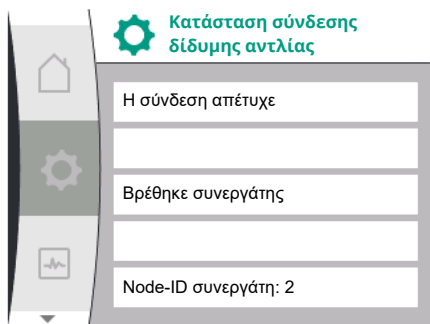 Κατάσταση σύνδεσης
δίδυμης αντλίας
Η σύνδεση απέτυχε
Βρέθηκε συνεργάτης
Node-ID συνεργάτη: 2